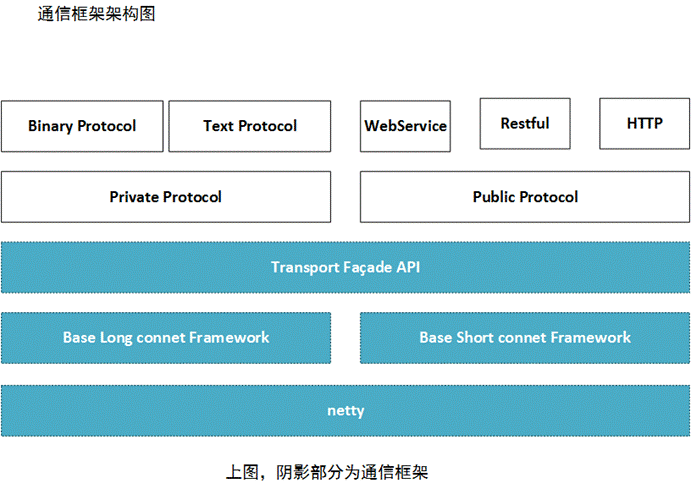 通信框架架构图
Binary Protocol Text Protocol WebService Restful HTTP
Private Protocol Public Protocol
Transport Façade API
Base Long connet Framework Base Short connet Framework
netty
上图，阴影部分为通信框架